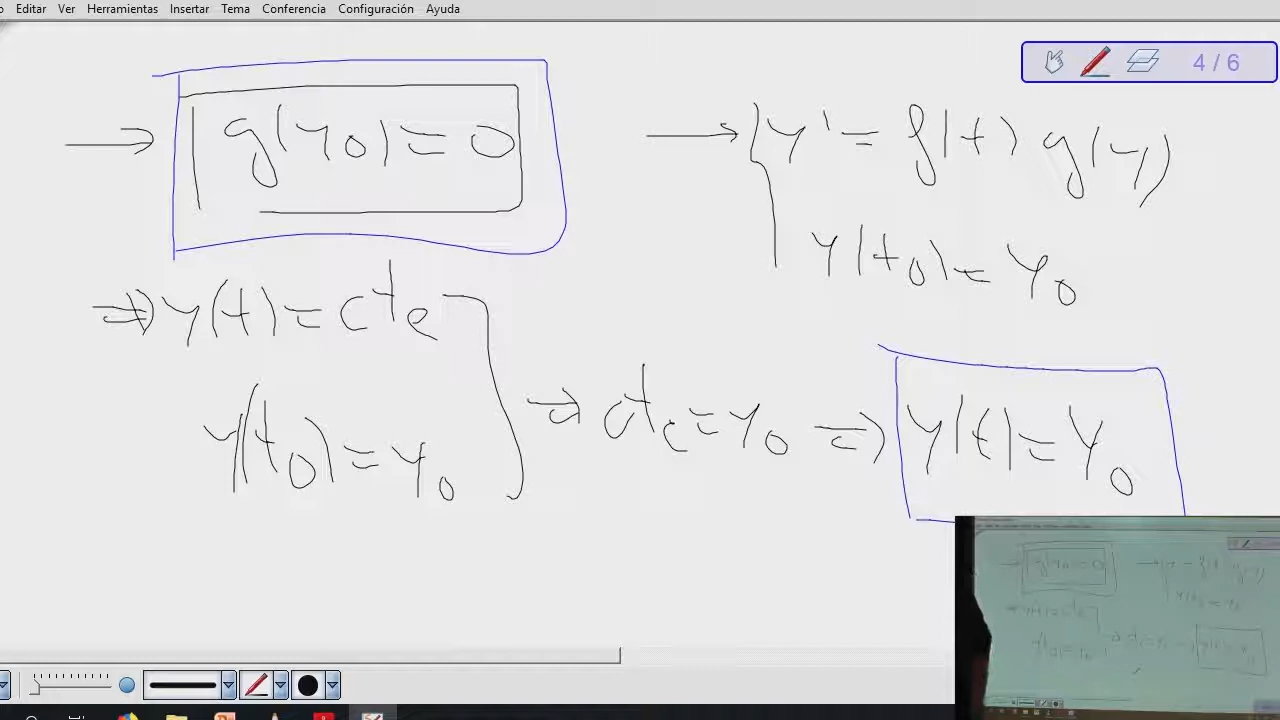 Editar Ver Herramientas Insertar Tema Conferencia Configuración Ayuda
4 / 6
→ g(y0) = 0
→ { y' = f(t) g(y)
y(t0) = y0
⇒ y(t) = cte
y(t0) = y0
⇒ cte = y0 ⇒ y(t) = y0